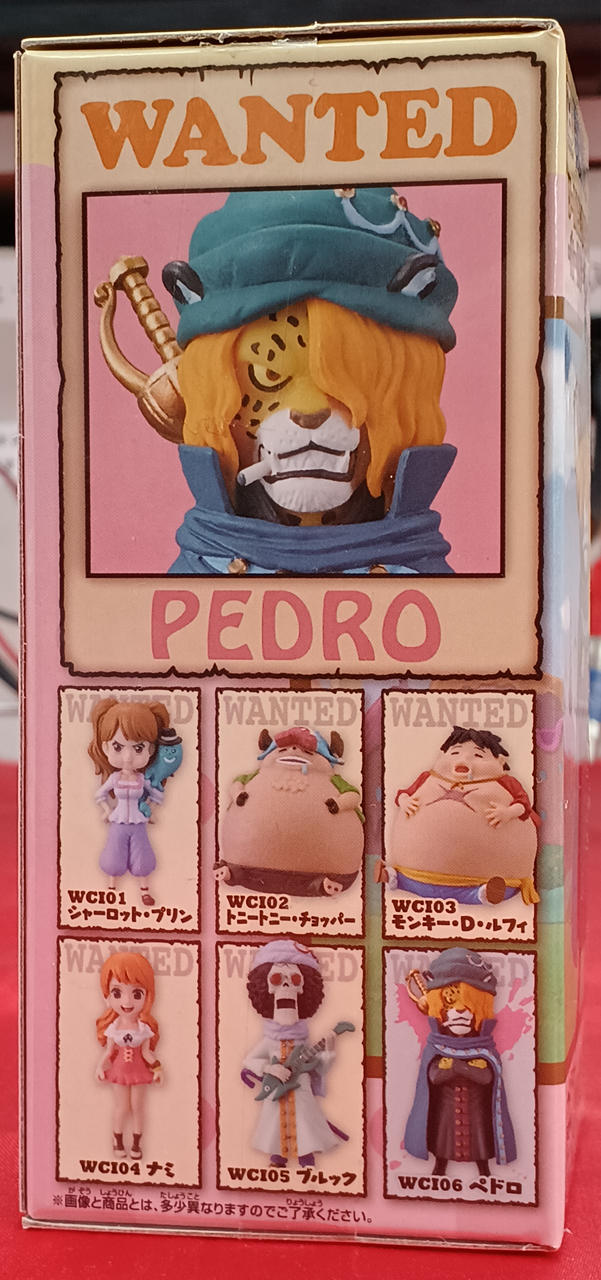 WANTED
PEDRO
WANTED
WCI01
シャーロット・プリン
WANTED
WCI02
トニートニー・チョッパー
WANTED
WCI03
モンキー・D・ルフィ
WANTED
WCI04 ナミ
WANTED
WCI05 ブルック
WANTED
WCI06 ペドロ
※画像と商品とは、多少異なりますのでご了承ください。